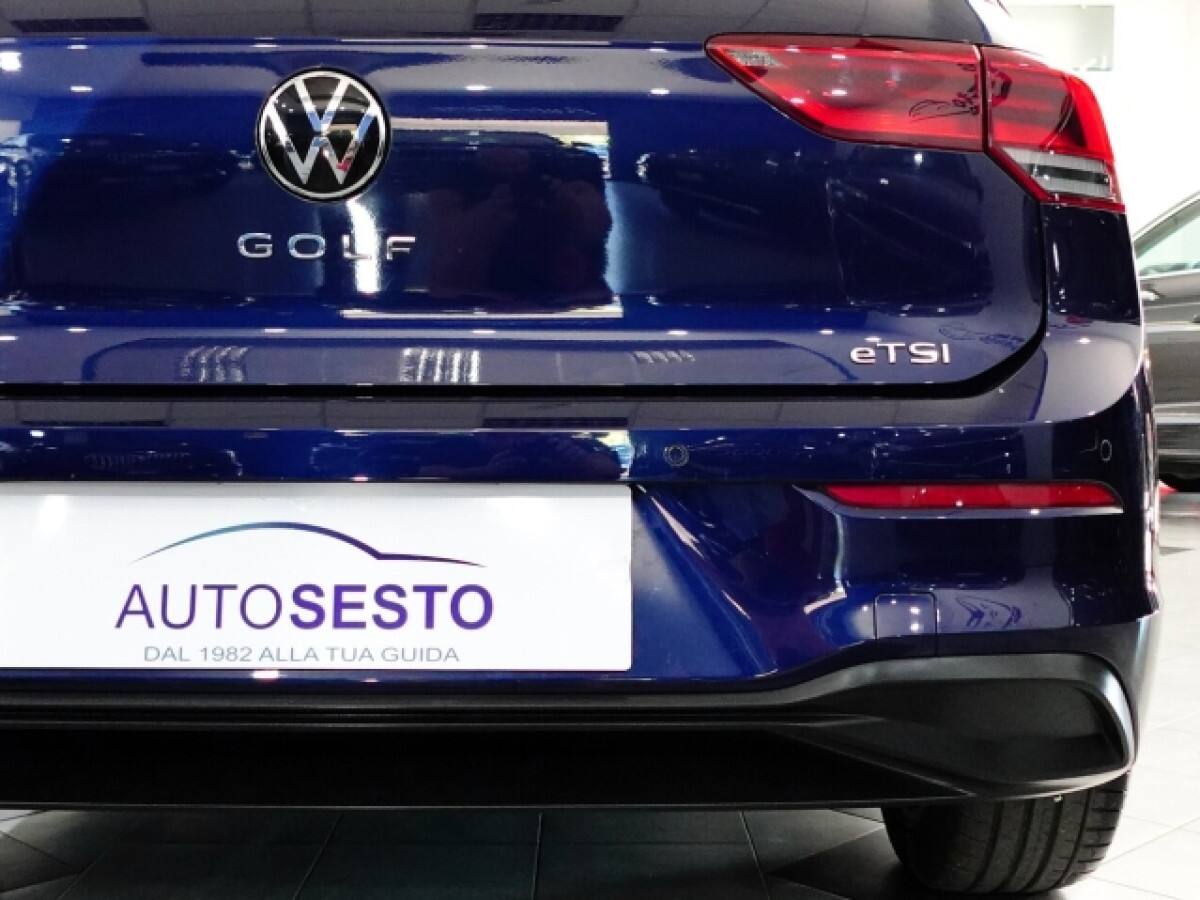 GOLF
eTSI
AUTOSESTO
DAL 1982 ALLA TUA GUIDA